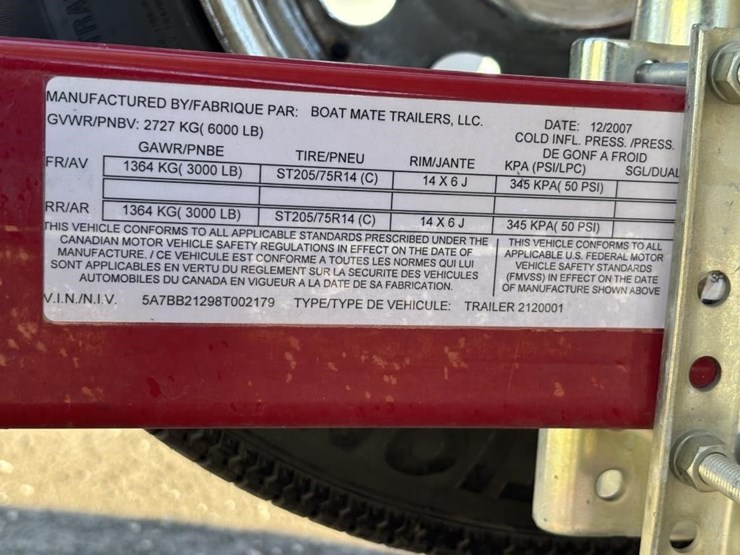 MANUFACTURED BY/FABRIQUE PAR: BOAT MATE TRAILERS, LLC.
DATE: 12/2007
GVWR/PNBV: 2727 KG( 6000 LB)
COLD INFL. PRESS. /PRESS.
DE GONF A FROID
GAWR/PNBE TIRE/PNEU RIM/JANTE KPA (PSI/LPC) SGL/DUAL
FR/AV 1364 KG( 3000 LB) ST205/75R14 (C) 14 X 6 J 345 KPA( 50 PSI)
RR/AR 1364 KG( 3000 LB) ST205/75R14 (C) 14 X 6 J 345 KPA( 50 PSI)
THIS VEHICLE CONFORMS TO ALL APPLICABLE STANDARDS PRESCRIBED UNDER THE
CANADIAN MOTOR VEHICLE SAFETY REGULATIONS IN EFFECT ON THE DATE OF
MANUFACTURE. / CE VEHICULE EST CONFORME A TOUTES LES NORMES QUI LUI
SONT APPLICABLES EN VERTU DU REGLEMENT SUR LA SECURITE DES VEHICULES
AUTOMOBILES DU CANADA EN VIGUEUR A LA DATE DE SA FABRICATION.
THIS VEHICLE CONFORMS TO ALL
APPLICABLE U.S. FEDERAL MOTOR
VEHICLE SAFETY STANDARDS
(FMVSS) IN EFFECT ON THE DATE
OF MANUFACTURE SHOWN ABOVE
V.I.N./N.I.V. 5A7BB21298T002179 TYPE/TYPE DE VEHICULE: TRAILER 2120001